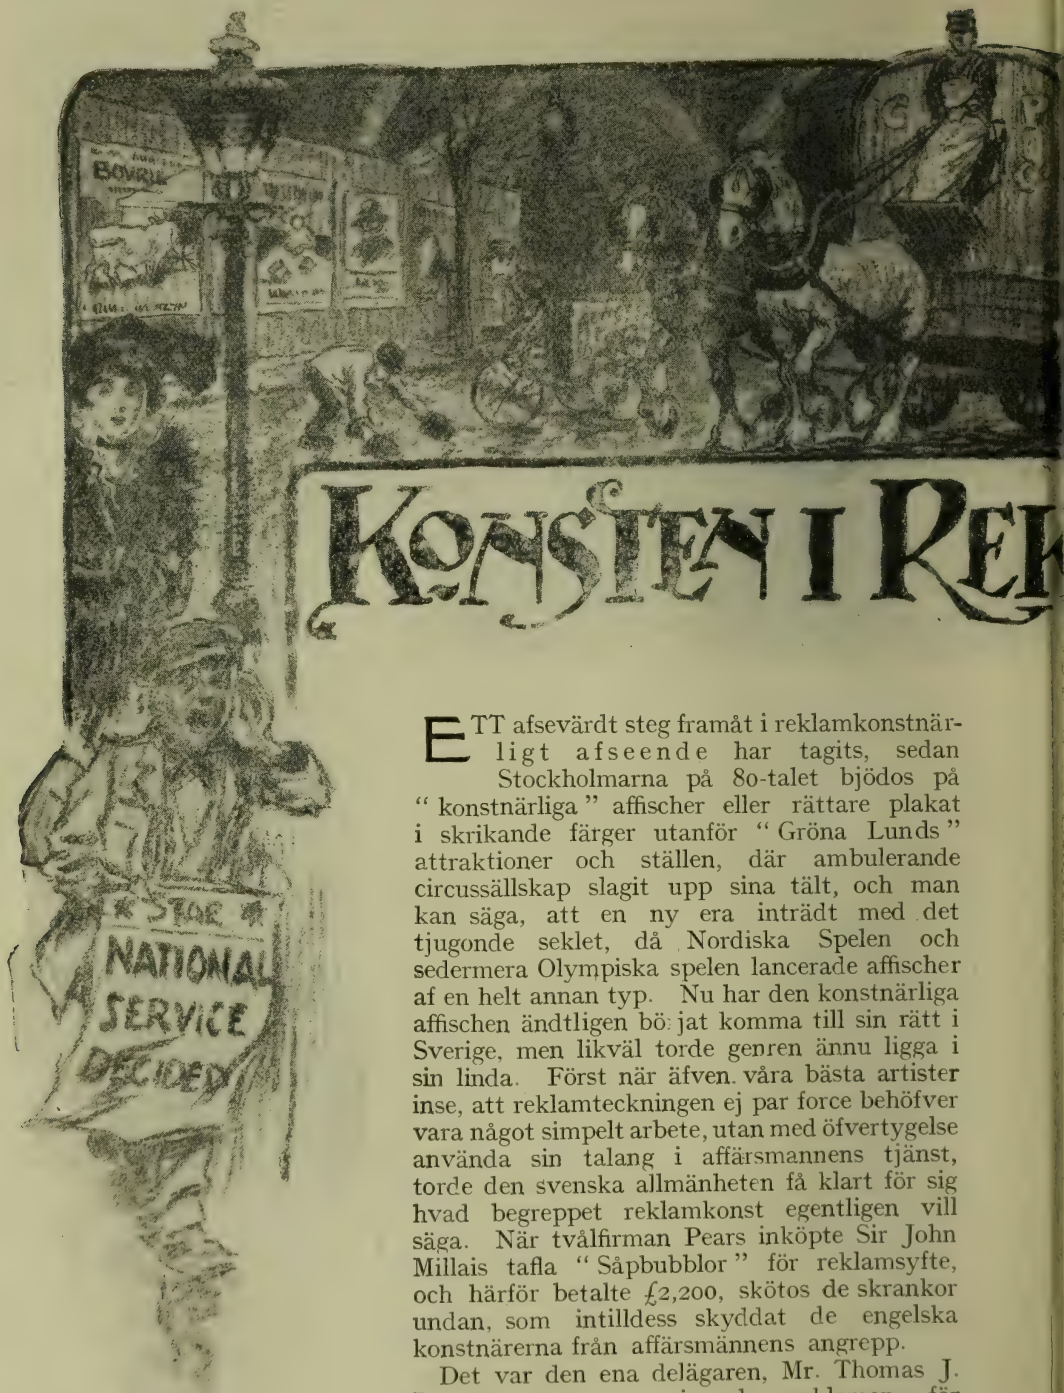 BOVRIL
KONSTEN I REK
ETT afsevärdt steg framåt i reklamkonstnär-
ligt afseende har tagits, sedan
Stockholmarna på 80-talet bjödos på
“ konstnärliga ” affischer eller rättare plakat
i skrikande färger utanför “ Gröna Lunds ”
attraktioner och ställen, där ambulerande
circussällskap slagit upp sina tält, och man
kan säga, att en ny era inträdt med det
tjugonde seklet, då Nordiska Spelen och
sedermera Olympiska spelen lancerade affischer
af en helt annan typ. Nu har den konstnärliga
affischen ändtligen bö:jat komma till sin rätt i
Sverige, men likväl torde genren ännu ligga i
sin linda. Först när äfven. våra bästa artister
inse, att reklamteckningen ej par force behöfver
vara något simpelt arbete, utan med öfvertygelse
använda sin talang i affärsmannens tjänst,
torde den svenska allmänheten få klart för sig
hvad begreppet reklamkonst egentligen vill
säga. När tvålfirman Pears inköpte Sir John
Millais tafla “ Såpbubblor ” för reklamsyfte,
och härför betalte £2,200, skötos de skrankor
undan, som intilldess skyddat de engelska
konstnärerna från affärsmännens angrepp.
Det var den ena delägaren, Mr. Thomas J.
STAR
NATIONAL
SERVICE
DECIDED